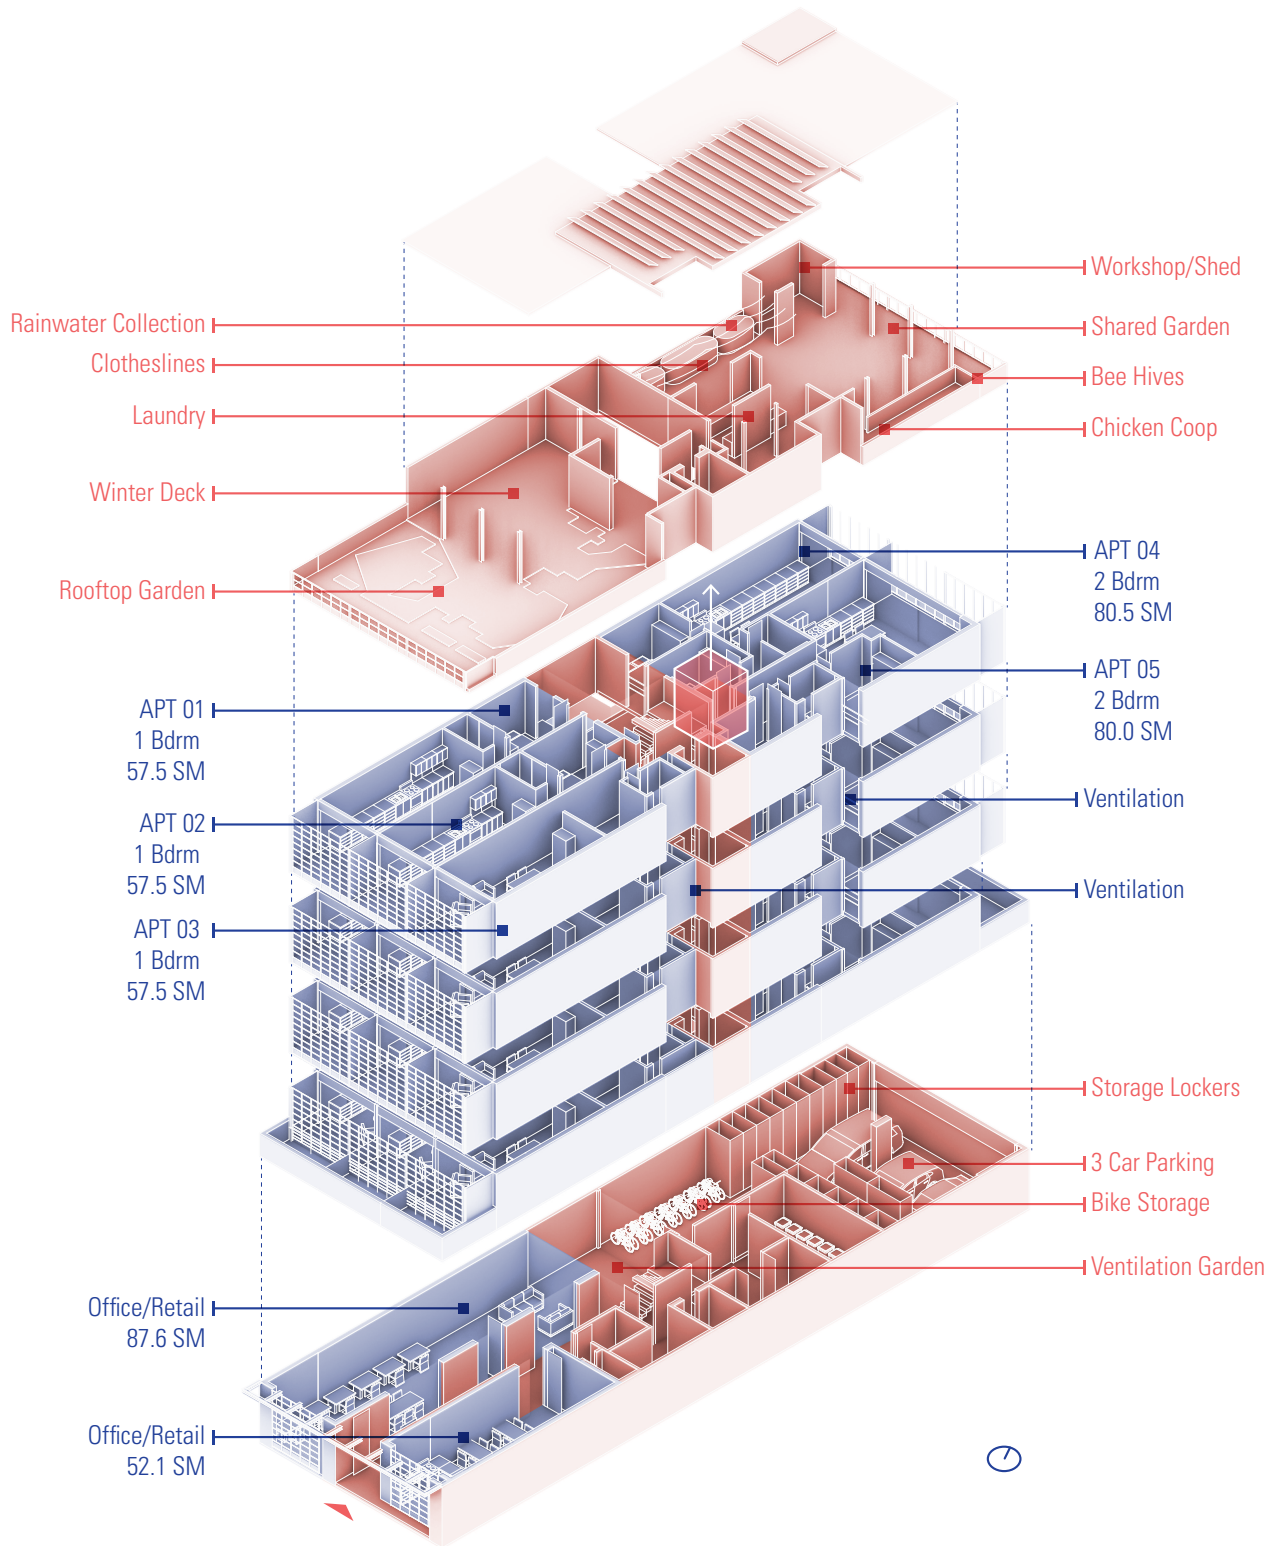 Workshop/Shed
Rainwater Collection
Shared Garden
Clotheslines
Bee Hives
Laundry
Chicken Coop
Winter Deck
Rooftop Garden
APT 04
2 Bdrm
80.5 SM
APT 05
2 Bdrm
80.0 SM
APT 01
1 Bdrm
57.5 SM
Ventilation
APT 02
1 Bdrm
57.5 SM
Ventilation
APT 03
1 Bdrm
57.5 SM
Storage Lockers
3 Car Parking
Bike Storage
Ventilation Garden
Office/Retail
87.6 SM
Office/Retail
52.1 SM